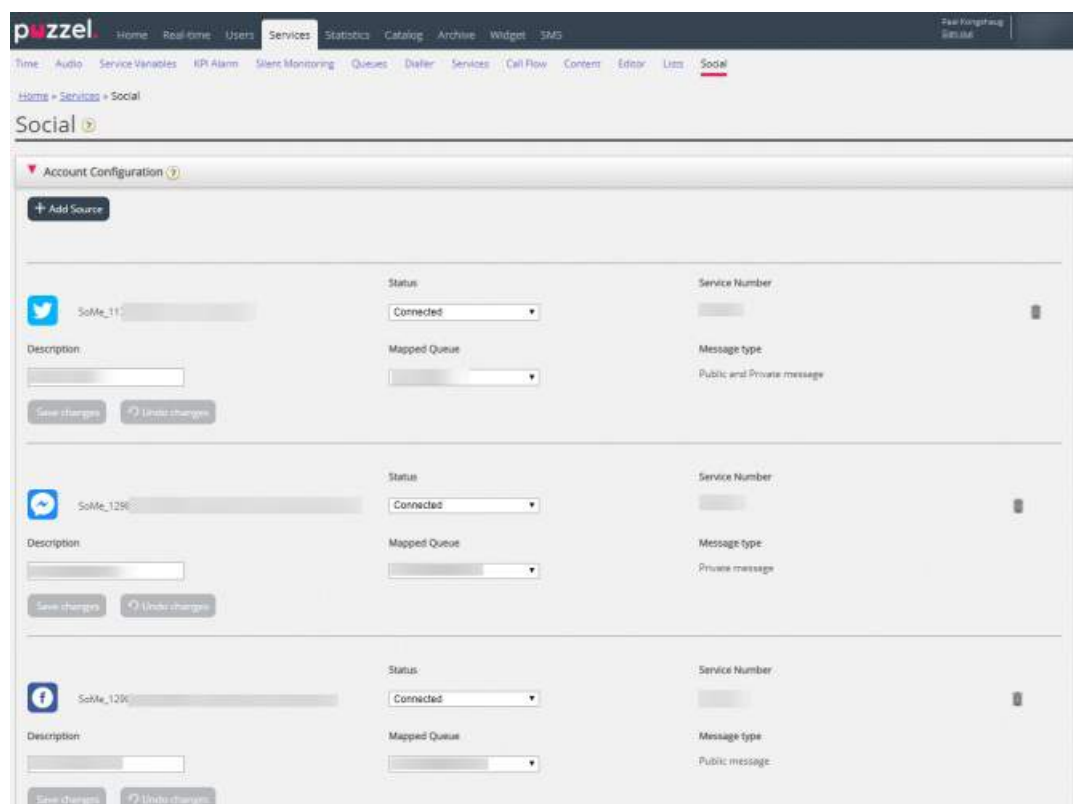 puzzel.
Home Real-time Users Services Statistics Catalog Archive Widget SMS
Time Audio Service Variables KPI Alarm Silent Monitoring Queues Dialler Services Call Flow Content Editor Lists Social
Home » Services » Social
Social ?
Account Configuration ?
+ Add Source
Status Service Number
SoMe_11 Connected
Description Mapped Queue Message type
Public and Private message
Save changes Undo changes
Status Service Number
SoMe_129 Connected
Description Mapped Queue Message type
Private message
Save changes Undo changes
Status Service Number
SoMe_129 Connected
Description Mapped Queue Message type
Public message
Save changes Undo changes